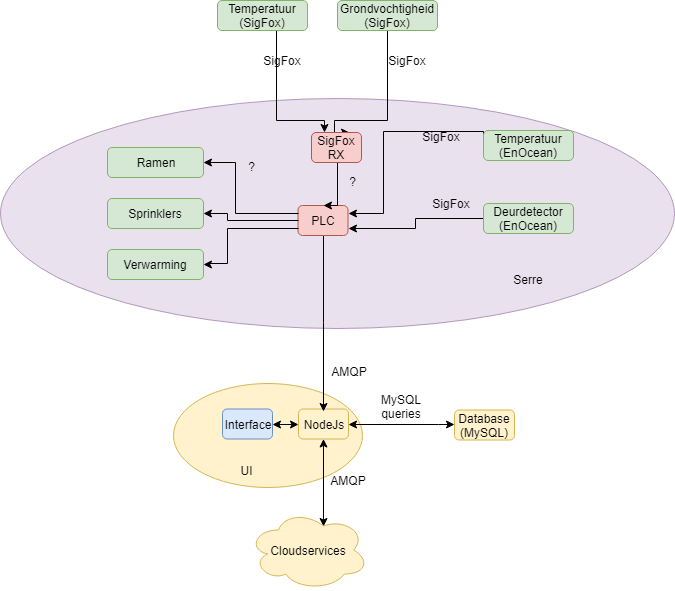 Temperatuur
(SigFox)
Grondvochtigheid
(SigFox)
SigFox
SigFox
SigFox
RX
SigFox
Temperatuur
(EnOcean)
Ramen
?
?
Sprinklers
PLC
SigFox
Deurdetector
(EnOcean)
Verwarming
Serre
AMQP
Interface
NodeJs
MySQL
queries
Database
(MySQL)
UI
AMQP
Cloudservices